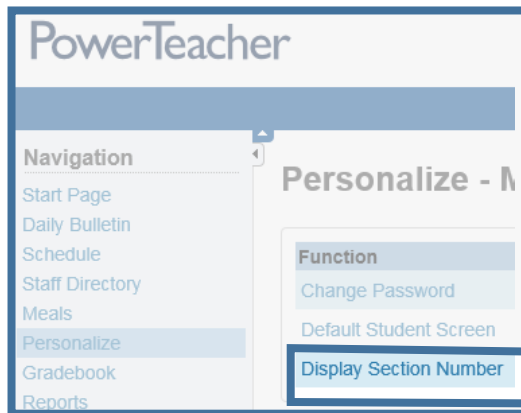 PowerTeacher
Navigation
Start Page
Daily Bulletin
Schedule
Staff Directory
Meals
Personalize
Gradebook
Reports
Personalize -
Function
Change Password
Default Student Screen
Display Section Number